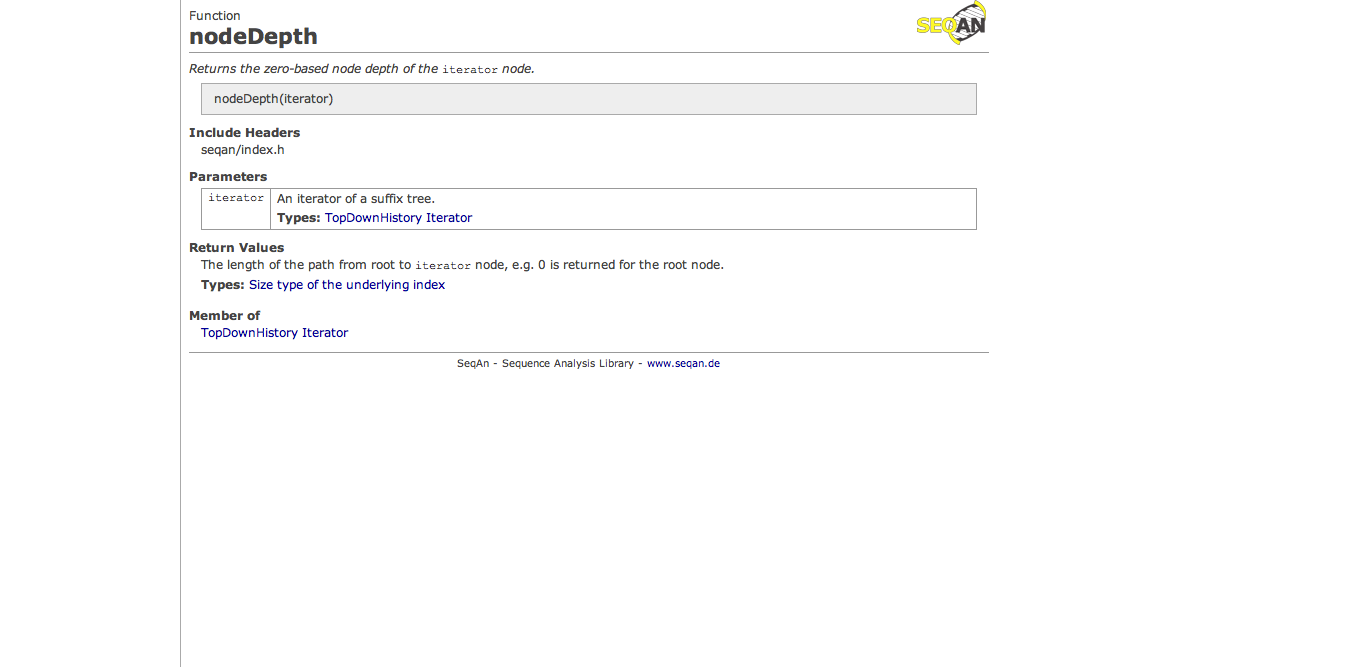 Function
SEQAN
nodeDepth
Returns the zero-based node depth of the iterator node.
nodeDepth(iterator)
Include Headers
seqan/index.h
Parameters
iterator An iterator of a suffix tree.
Types: TopDownHistory Iterator
Return Values
The length of the path from root to iterator node, e.g. 0 is returned for the root node.
Types: Size type of the underlying index
Member of
TopDownHistory Iterator
SeqAn - Sequence Analysis Library - www.seqan.de